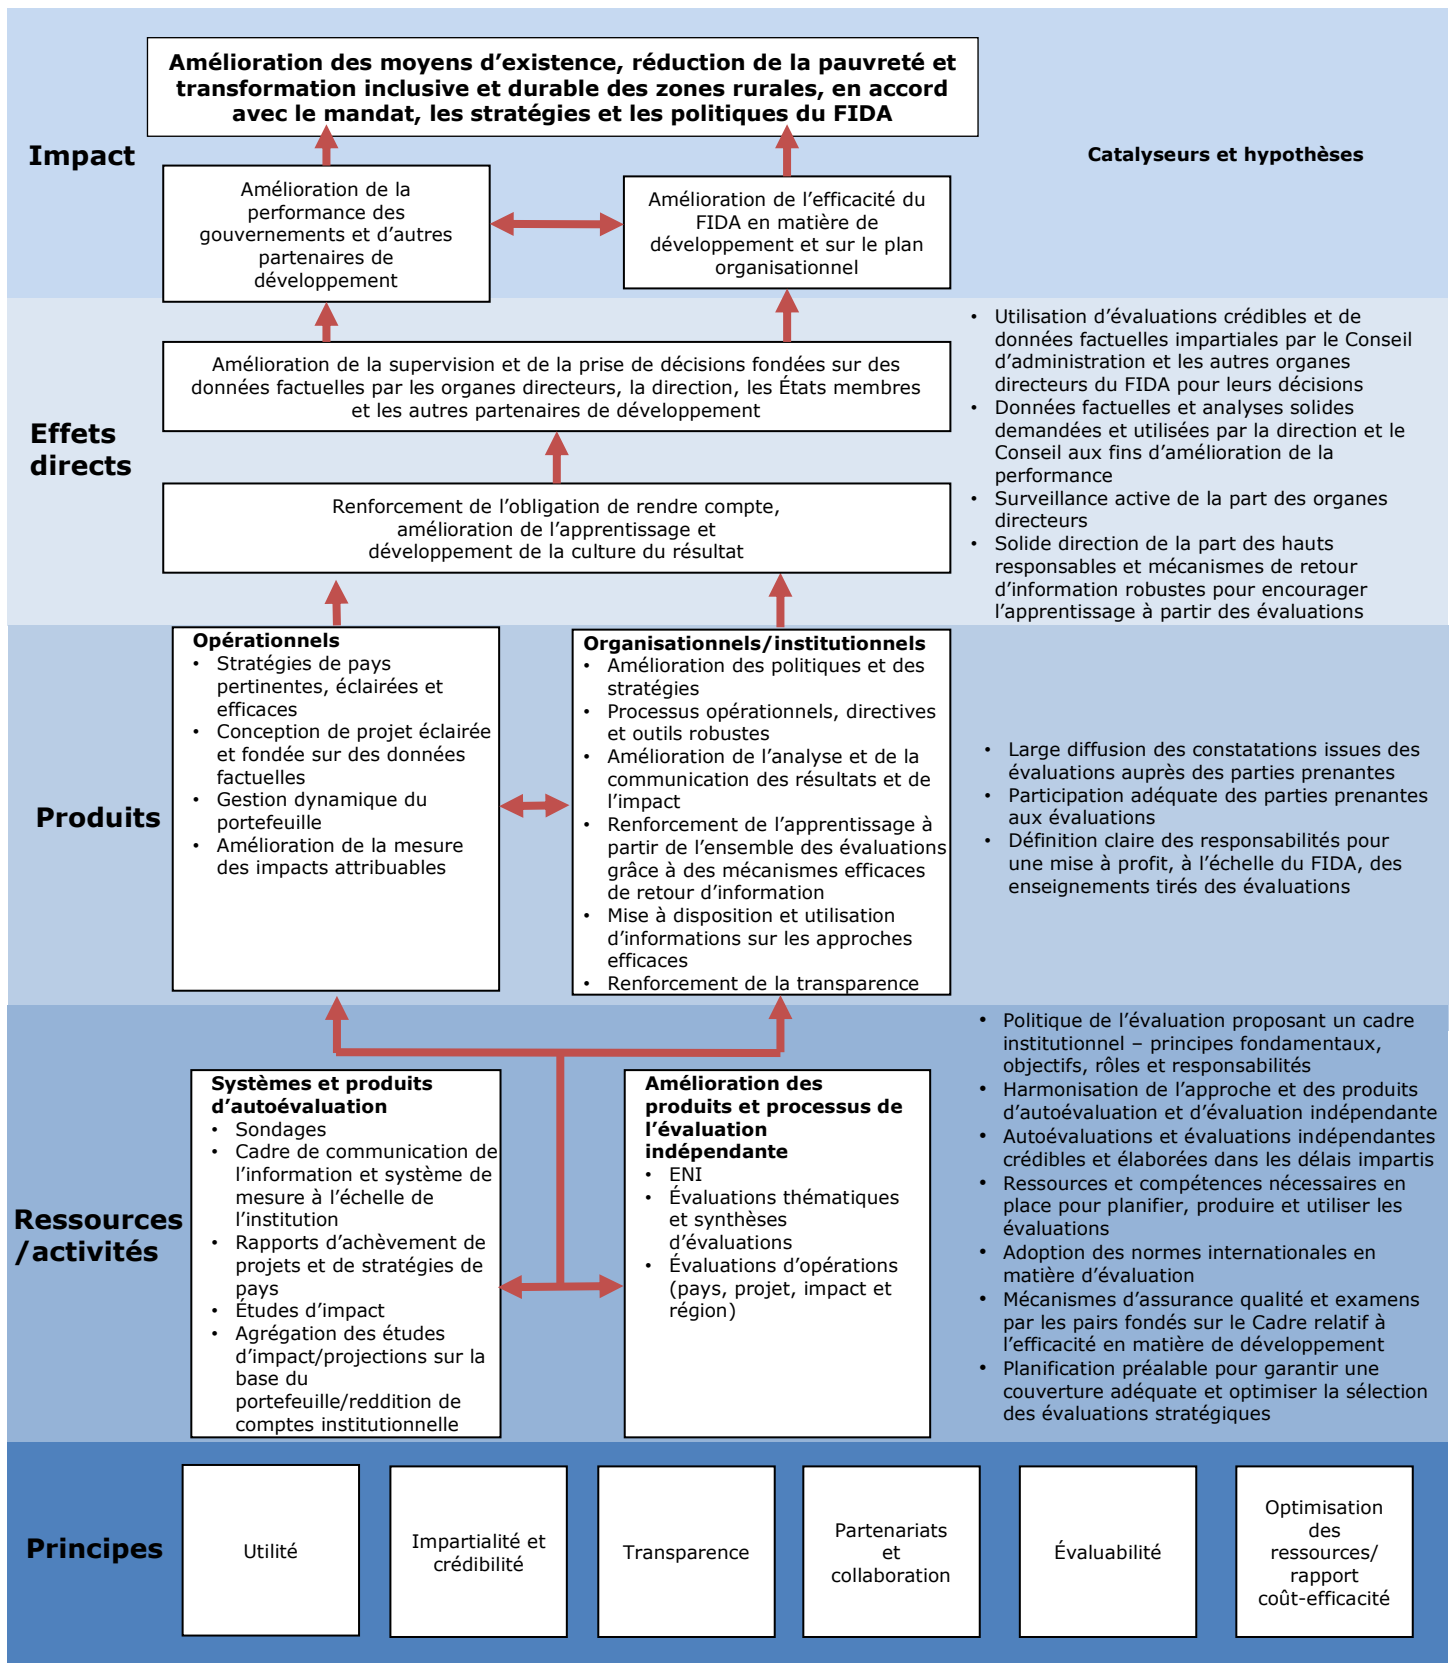 Amélioration des moyens d’existence, réduction de la pauvreté et
transformation inclusive et durable des zones rurales, en accord
avec le mandat, les stratégies et les politiques du FIDA
Impact
Catalyseurs et hypothèses
Amélioration de la
performance des
gouvernements et d’autres
partenaires de
développement
Amélioration de l’efficacité du
FIDA en matière de
développement et sur le plan
organisationnel
Effets
directs
Amélioration de la supervision et de la prise de décisions fondées sur des
données factuelles par les organes directeurs, la direction, les États membres
et les autres partenaires de développement
Renforcement de l’obligation de rendre compte,
amélioration de l’apprentissage et
développement de la culture du résultat
• Utilisation d’évaluations crédibles et de
données factuelles impartiales par le Conseil
d’administration et les autres organes
directeurs du FIDA pour leurs décisions
• Données factuelles et analyses solides
demandées et utilisées par la direction et le
Conseil aux fins d’amélioration de la
performance
• Surveillance active de la part des organes
directeurs
• Solide direction de la part des hauts
responsables et mécanismes de retour
d’information robustes pour encourager
l’apprentissage à partir des évaluations
Produits
Opérationnels
• Stratégies de pays
pertinentes, éclairées et
efficaces
• Conception de projet éclairée
et fondée sur des données
factuelles
• Gestion dynamique du
portefeuille
• Amélioration de la mesure
des impacts attribuables
Organisationnels/institutionnels
• Amélioration des politiques et des
stratégies
• Processus opérationnels, directives
et outils robustes
• Amélioration de l’analyse et de la
communication des résultats et de
l’impact
• Renforcement de l’apprentissage à
partir de l’ensemble des évaluations
grâce à des mécanismes efficaces
de retour d’information
• Mise à disposition et utilisation
d’informations sur les approches
efficaces
• Renforcement de la transparence
• Large diffusion des constatations issues des
évaluations auprès des parties prenantes
• Participation adéquate des parties prenantes
aux évaluations
• Définition claire des responsabilités pour
une mise à profit, à l’échelle du FIDA, des
enseignements tirés des évaluations
Ressources
/activités
Systèmes et produits
d’autoévaluation
• Sondages
• Cadre de communication de
l’information et système de
mesure à l’échelle de
l’institution
• Rapports d’achèvement de
projets et de stratégies de
pays
• Études d’impact
• Agrégation des études
d’impact/projections sur la
base du
portefeuille/reddition de
comptes institutionnelle
Amélioration des
produits et processus de
l’évaluation
indépendante
• ENI
• Évaluations thématiques
et synthèses
d’évaluations
• Évaluations d’opérations
(pays, projet, impact et
région)
• Politique de l’évaluation proposant un cadre
institutionnel – principes fondamentaux,
objectifs, rôles et responsabilités
• Harmonisation de l’approche et des produits
d’autoévaluation et d’évaluation indépendante
• Autoévaluations et évaluations indépendantes
crédibles et élaborées dans les délais impartis
• Ressources et compétences nécessaires en
place pour planifier, produire et utiliser les
évaluations
• Adoption des normes internationales en
matière d’évaluation
• Mécanismes d’assurance qualité et examens
par les pairs fondés sur le Cadre relatif à
l’efficacité en matière de développement
• Planification préalable pour garantir une
couverture adéquate et optimiser la sélection
des évaluations stratégiques
Principes
Utilité
Impartialité et
crédibilité
Transparence
Partenariats
et
collaboration
Évaluabilité
Optimisation
des
ressources/
rapport
coût-efficacité